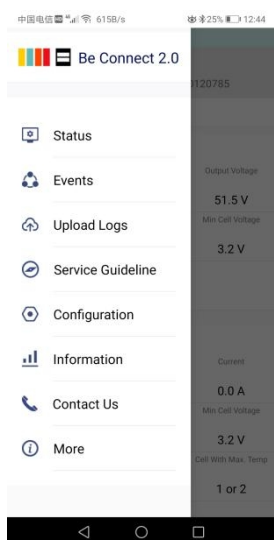 中国电信 4G 615B/s 25% 12:44
Be Connect 2.0
0120785
Status
Events
Output Voltage
51.5 V
Min Cell Voltage
Upload Logs
3.2 V
Service Guideline
Configuration
Information
Current
0.0 A
Contact Us
Min Cell Voltage
3.2 V
More
Cell With Max. Temp
1 or 2